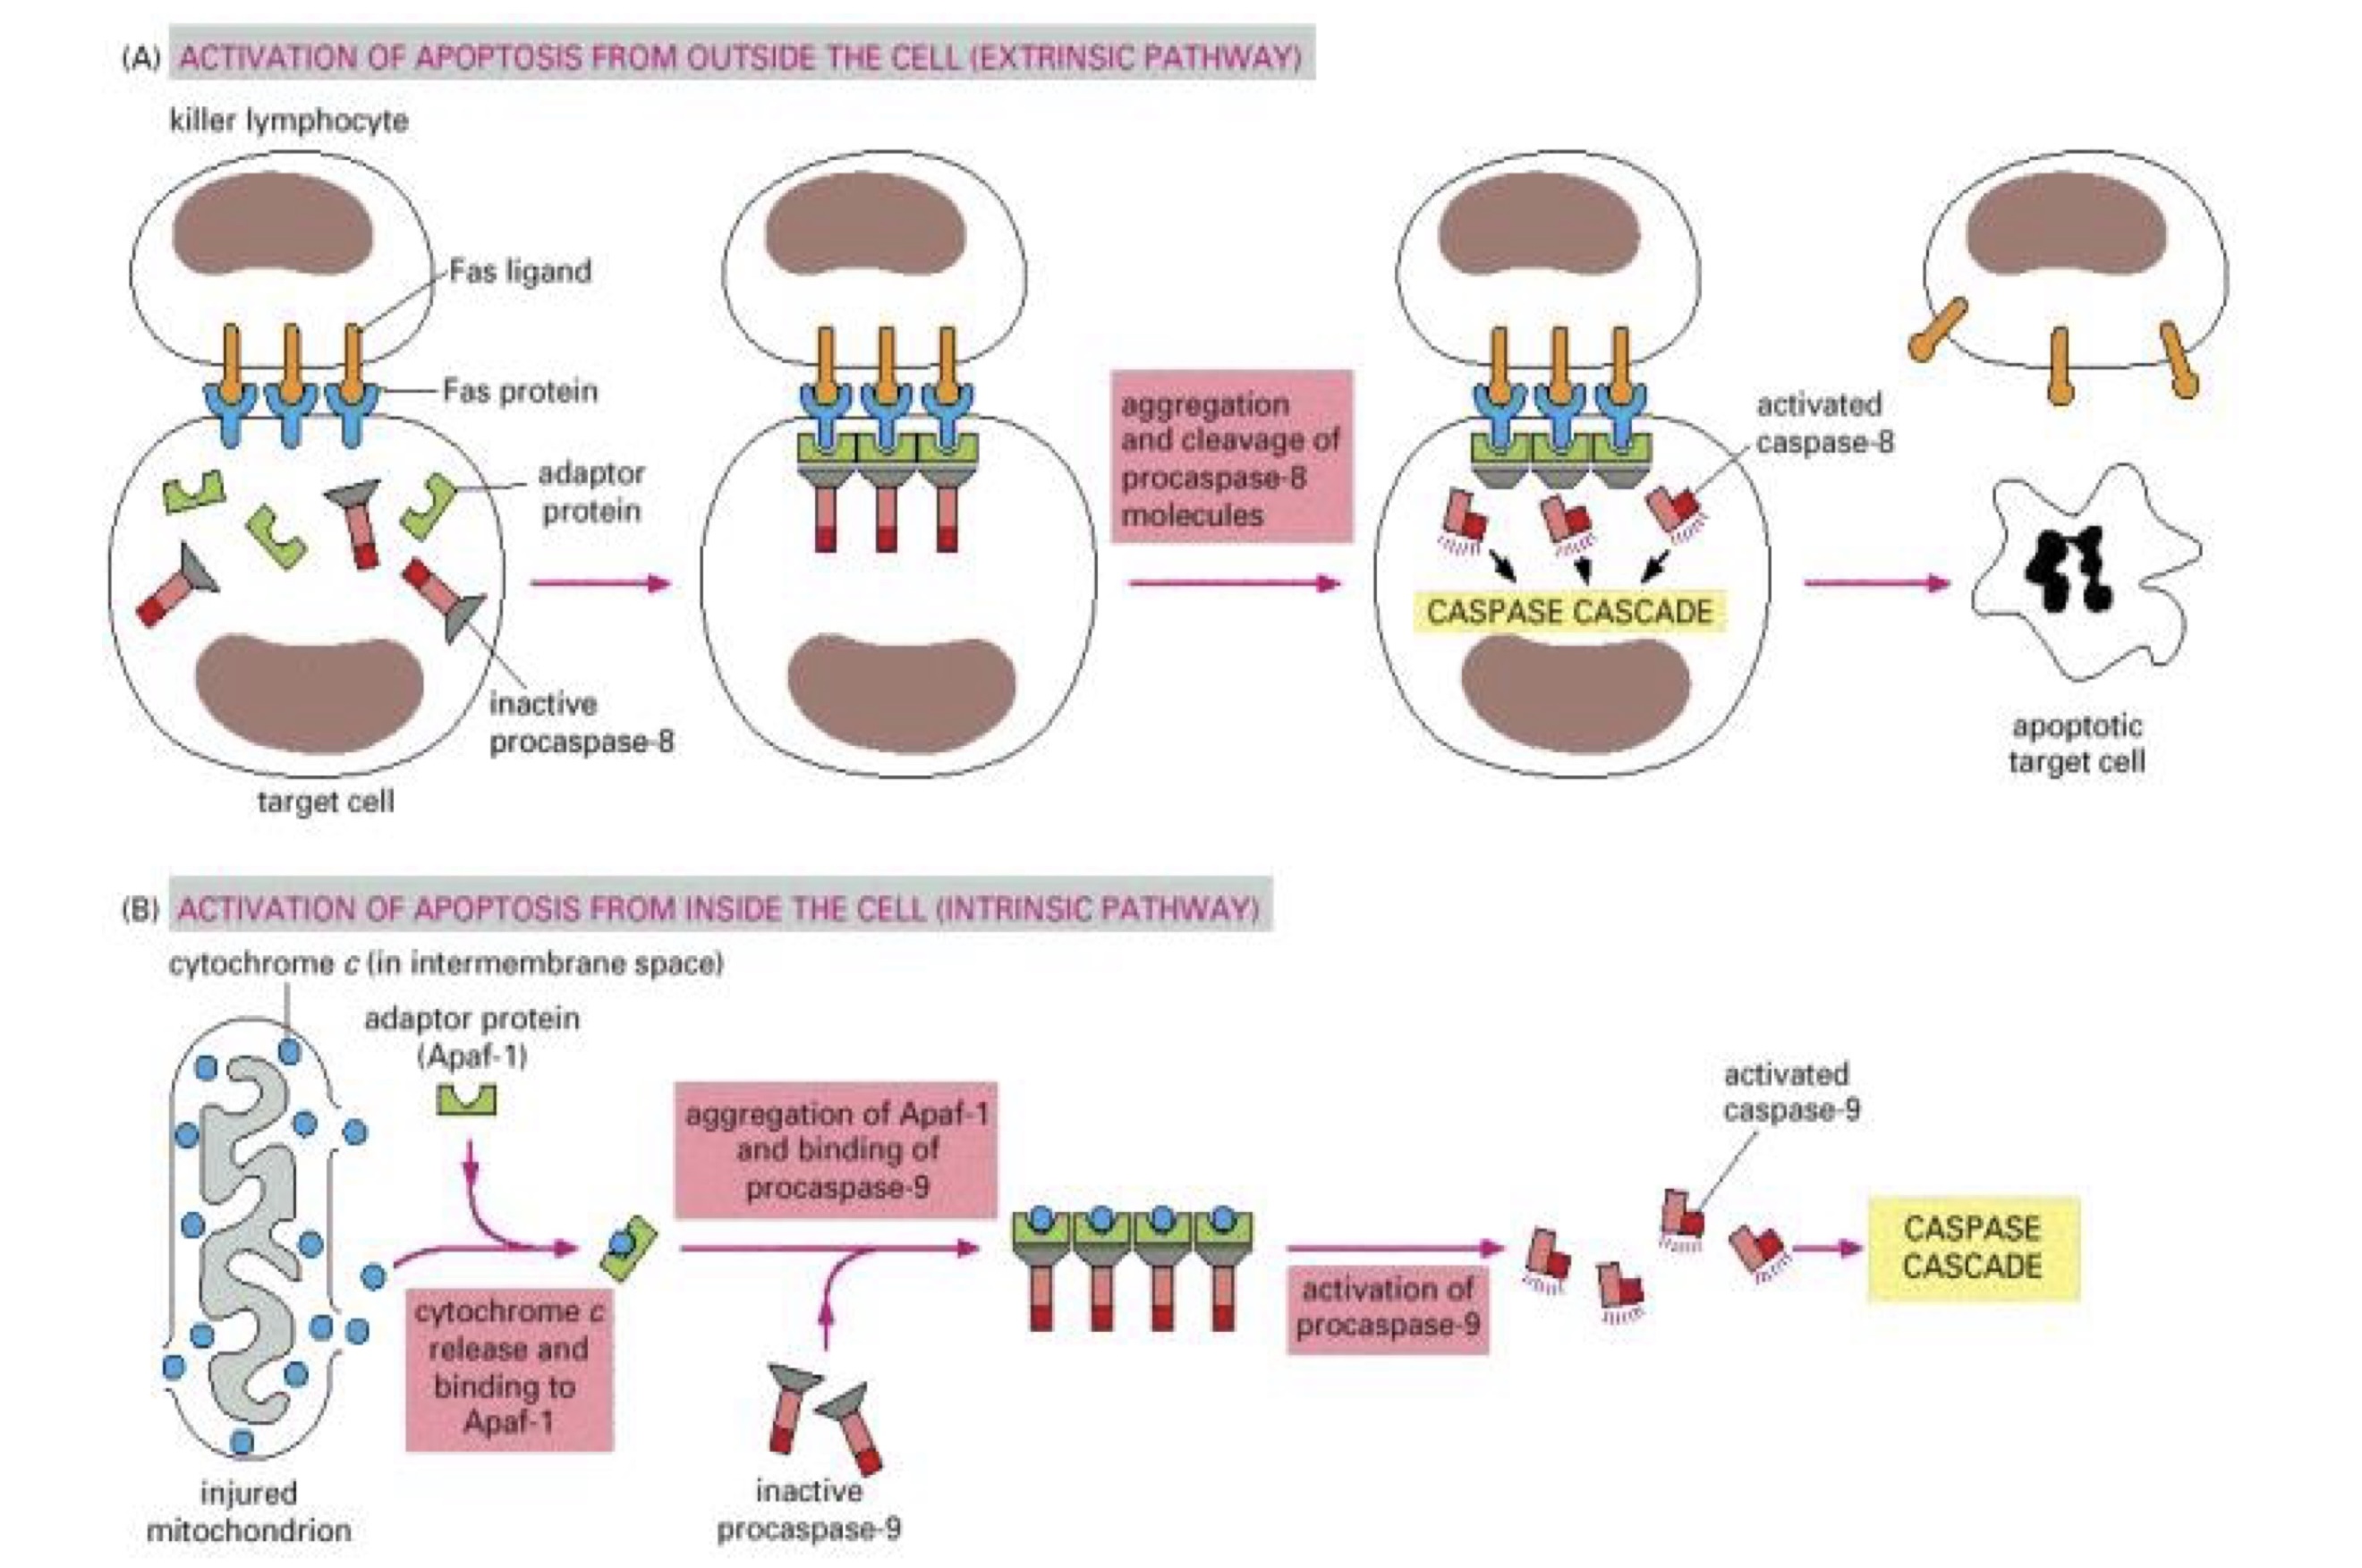 (A) ACTIVATION OF APOPTOSIS FROM OUTSIDE THE CELL (EXTRINSIC PATHWAY)
killer lymphocyte
Fas ligand
Fas protein
adaptor
protein
inactive
procaspase-8
target cell
aggregation
and cleavage of
procaspase-8
molecules
activated
caspase-8
CASPASE CASCADE
apoptotic
target cell
(B) ACTIVATION OF APOPTOSIS FROM INSIDE THE CELL (INTRINSIC PATHWAY)
cytochrome c (in intermembrane space)
adaptor protein
(Apaf-1)
injured
mitochondrion
cytochrome c
release and
binding to
Apaf-1
aggregation of Apaf-1
and binding of
procaspase-9
inactive
procaspase-9
activation of
procaspase-9
activated
caspase-9
CASPASE
CASCADE